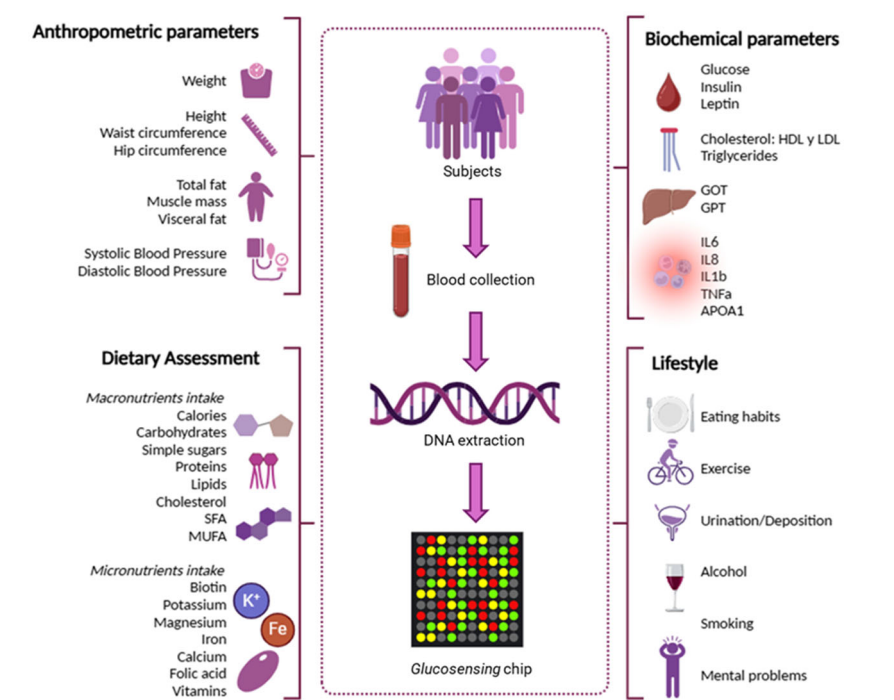 Anthropometric parameters
Weight
Height
Waist circumference
Hip circumference
Total fat
Muscle mass
Visceral fat
Systolic Blood Pressure
Diastolic Blood Pressure
Dietary Assessment
Macronutrients intake
Calories
Carbohydrates
Simple sugars
Proteins
Lipids
Cholesterol
SFA
MUFA
Micronutrients intake
Biotin
Potassium
Magnesium
Iron
Calcium
Folic acid
Vitamins
K+
Fe
Subjects
Blood collection
DNA extraction
Glucosensing chip
Biochemical parameters
Glucose
Insulin
Leptin
Cholesterol: HDL y LDL
Triglycerides
GOT
GPT
IL6
IL8
IL1b
TNFa
APOA1
Lifestyle
Eating habits
Exercise
Urination/Deposition
Alcohol
Smoking
Mental problems